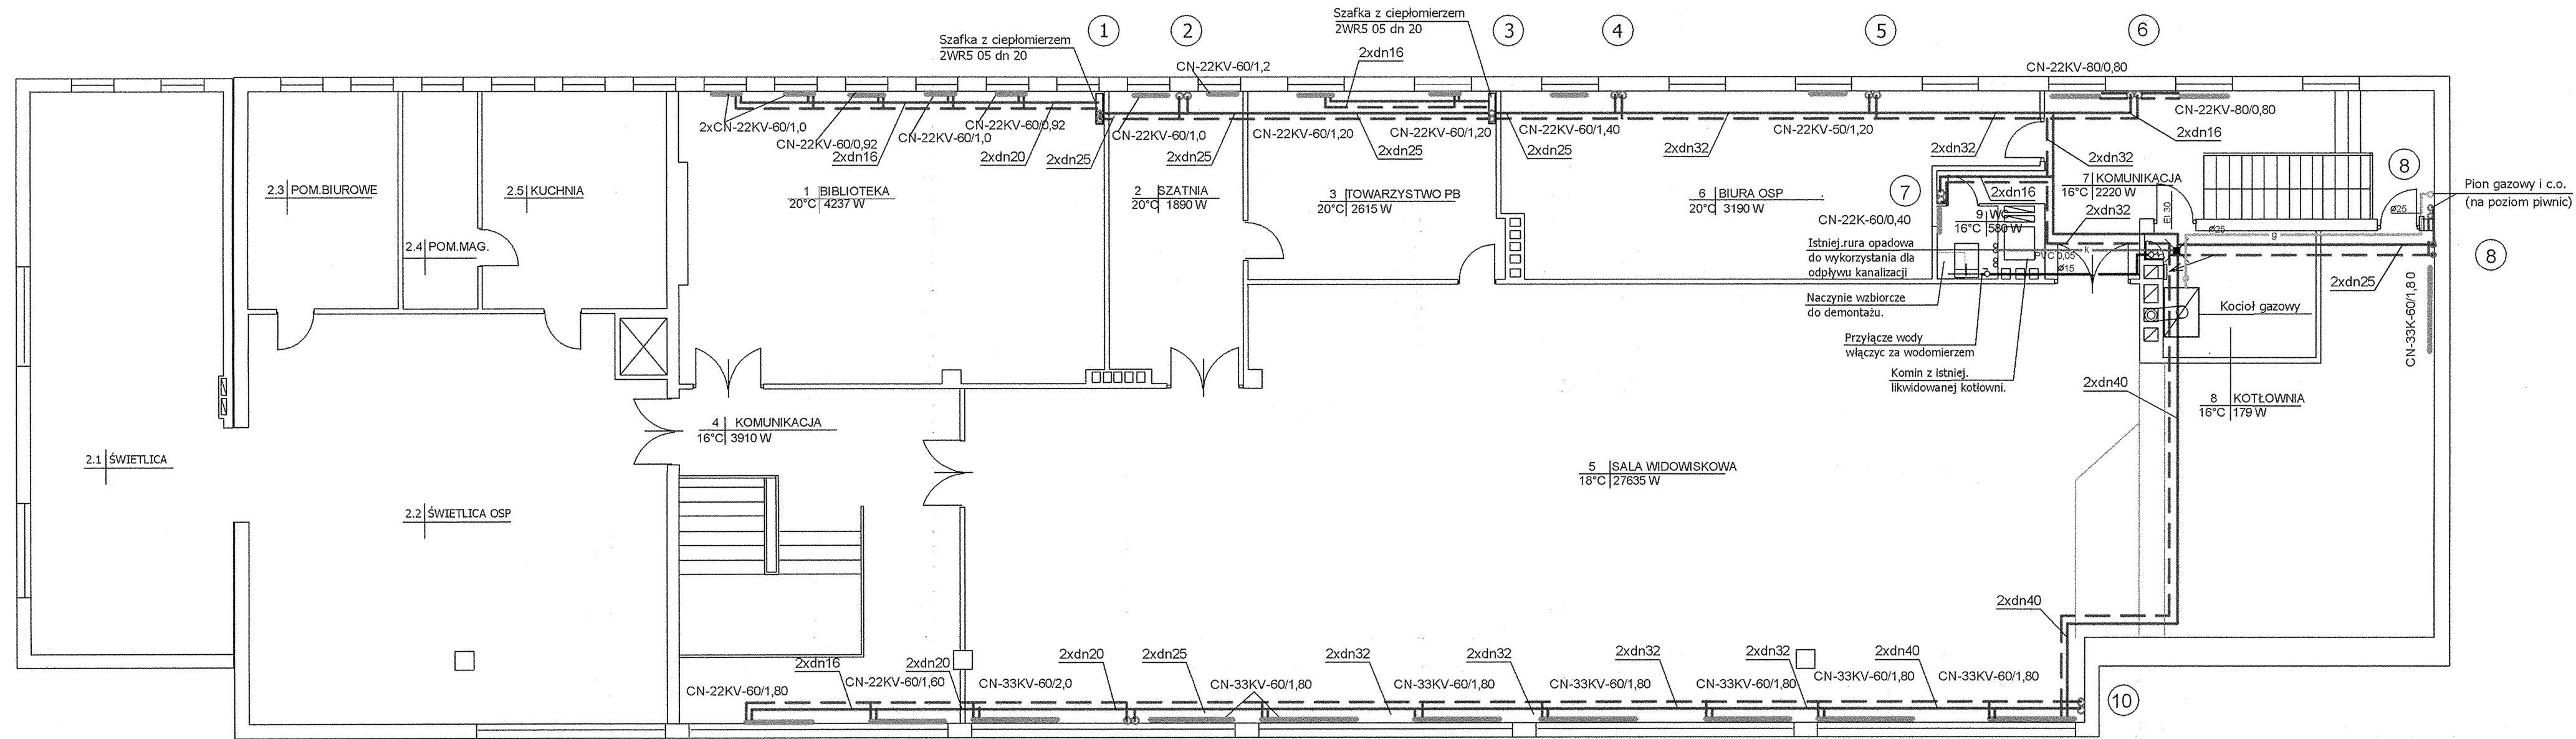 Szafka z ciepłomierzem
2WR5 05 dn 20
1
2
Szafka z ciepłomierzem
2WR5 05 dn 20
2xdn16
3
4
5
6
CN-22KV-60/1,2
CN-22KV-80/0,80
2xCN-22KV-60/1,0
CN-22KV-60/0,92
2xdn16
CN-22KV-60/1,0
CN-22KV-60/0,92
2xdn20
2xdn25
CN-22KV-60/1,0
2xdn25
CN-22KV-60/1,20
2xdn25
CN-22KV-60/1,20
CN-22KV-60/1,40
2xdn25
2xdn32
CN-22KV-50/1,20
2xdn32
CN-22KV-80/0,80
2xdn16
2xdn32
8
2.3 POM.BIUROWE
2.5 KUCHNIA
2.4 POM.MAG.
1 BIBLIOTEKA
20°C 4237 W
2 SZATNIA
20°C 1890 W
3 TOWARZYSTWO PB
20°C 2615 W
6 BIURA OSP
20°C 3190 W
7
2xdn16
7 KOMUNIKACJA
16°C 2220 W
2xdn32
EI 30
Pion gazowy i c.o.
(na poziom piwnic)
ø25
ø25
g
CN-22K-60/0,40
9 WC
16°C 580 W
Istniej.rura opadowa
do wykorzystania dla
odpływu kanalizacji
k
PVC 0,05
ø15
8
2xdn25
Naczynie wzbiorcze
do demontażu.
Kocioł gazowy
CN-33K-60/1,80
Przyłącze wody
włączyc za wodomierzem
Komin z istniej.
likwidowanej kotłowni.
2xdn40
8 KOTŁOWNIA
16°C 179 W
4 KOMUNIKACJA
16°C 3910 W
2.1 ŚWIETLICA
5 SALA WIDOWISKOWA
18°C 27635 W
2.2 ŚWIETLICA OSP
2xdn40
2xdn16
2xdn20
2xdn20
2xdn25
2xdn32
2xdn32
2xdn32
2xdn32
2xdn40
CN-22KV-60/1,80
CN-22KV-60/1,60
CN-33KV-60/2,0
CN-33KV-60/1,80
CN-33KV-60/1,80
CN-33KV-60/1,80
CN-33KV-60/1,80
CN-33KV-60/1,80
CN-33KV-60/1,80
10